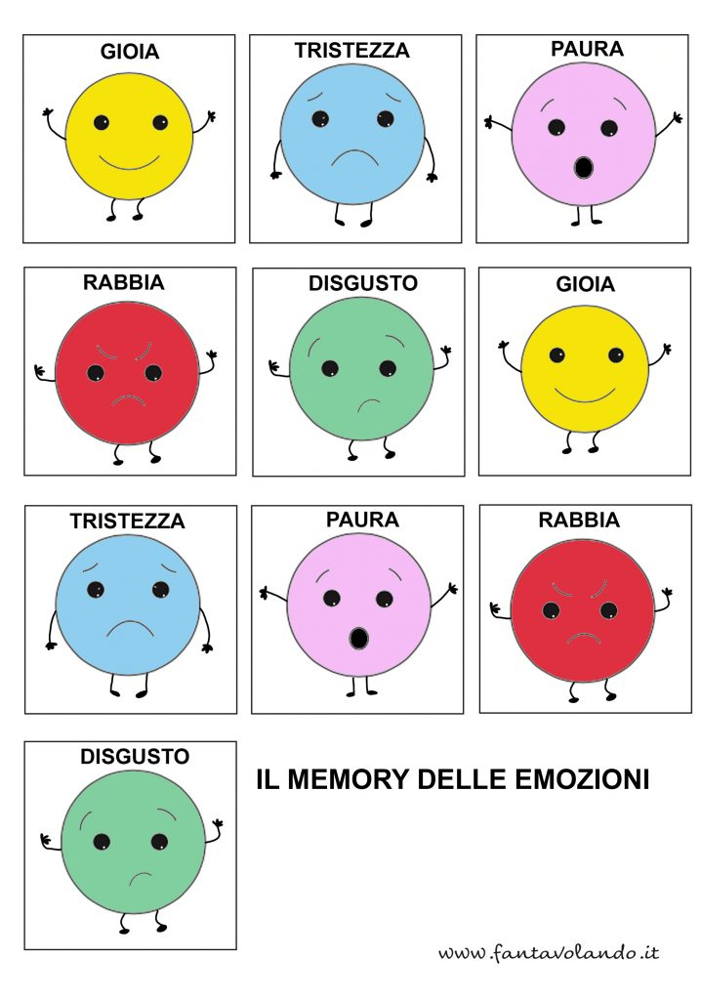 GIOIA
TRISTEZZA
PAURA
RABBIA
DISGUSTO
GIOIA
TRISTEZZA
PAURA
RABBIA
DISGUSTO
IL MEMORY DELLE EMOZIONI
www.fantavolando.it